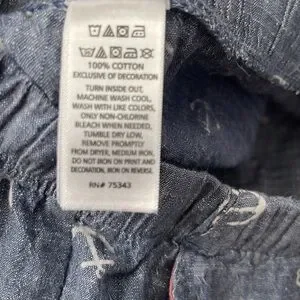 100% COTTON
EXCLUSIVE OF DECORATION
TURN INSIDE OUT,
MACHINE WASH COOL,
WASH WITH LIKE COLORS,
ONLY NON-CHLORINE
BLEACH WHEN NEEDED,
TUMBLE DRY LOW,
REMOVE PROMPTLY
FROM DRYER, MEDIUM IRON,
DO NOT IRON ON PRINT AND
DECORATION, IRON ON REVERSE.
RN# 75343